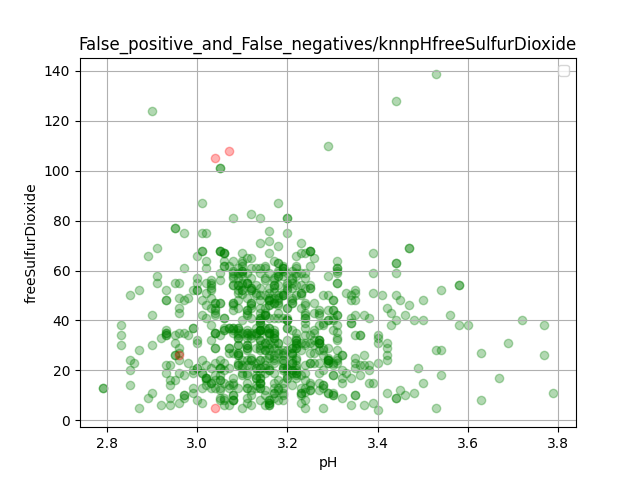 False_positive_and_False_negatives/knnpHfreeSulfurDioxide
140
120
100
80
60
40
20
0
freeSulfurDioxide
2.8 3.0 3.2 3.4 3.6 3.8
pH